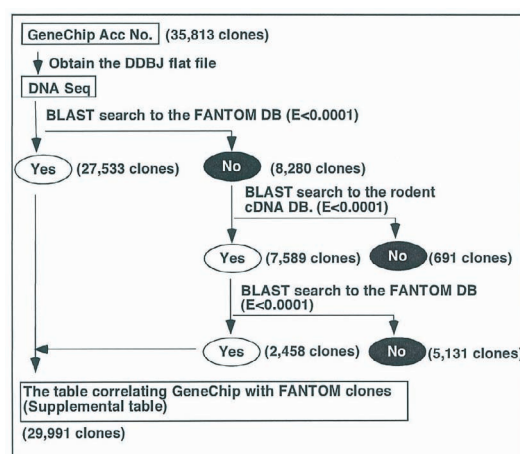 GeneChip Acc No. (35,813 clones)
Obtain the DDBJ flat file
DNA Seq
BLAST search to the FANTOM DB (E<0.0001)
Yes (27,533 clones) No (8,280 clones)
BLAST search to the rodent
cDNA DB. (E<0.0001)
Yes (7,589 clones) No (691 clones)
BLAST search to the FANTOM DB
(E<0.0001)
Yes (2,458 clones) No (5,131 clones)
The table correlating GeneChip with FANTOM clones
(Supplemental table)
(29,991 clones)